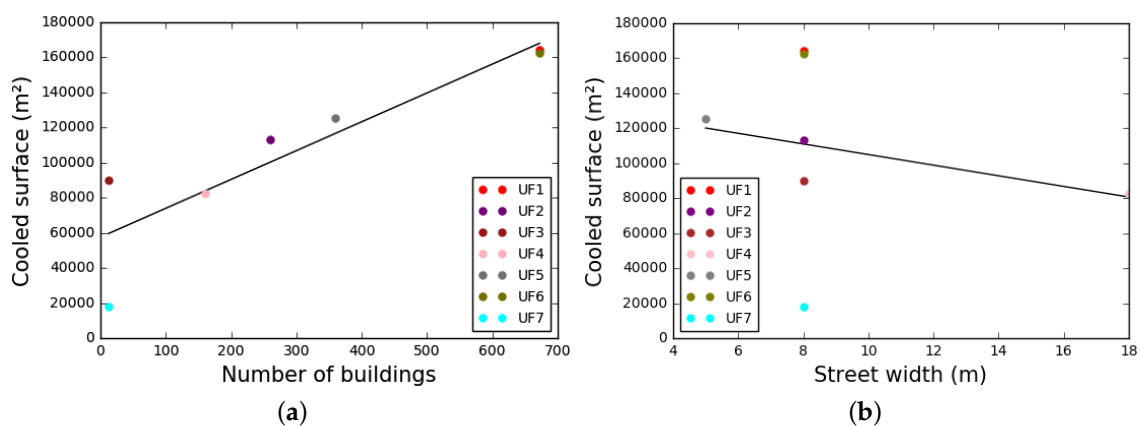 180000
160000
140000
120000
100000
80000
60000
40000
20000
0
Cooled surface (m²)
0 100 200 300 400 500 600 700
Number of buildings
UF1
UF2
UF3
UF4
UF5
UF6
UF7
(a)
180000
160000
140000
120000
100000
80000
60000
40000
20000
0
Cooled surface (m²)
4 6 8 10 12 14 16 18
Street width (m)
UF1
UF2
UF3
UF4
UF5
UF6
UF7
(b)